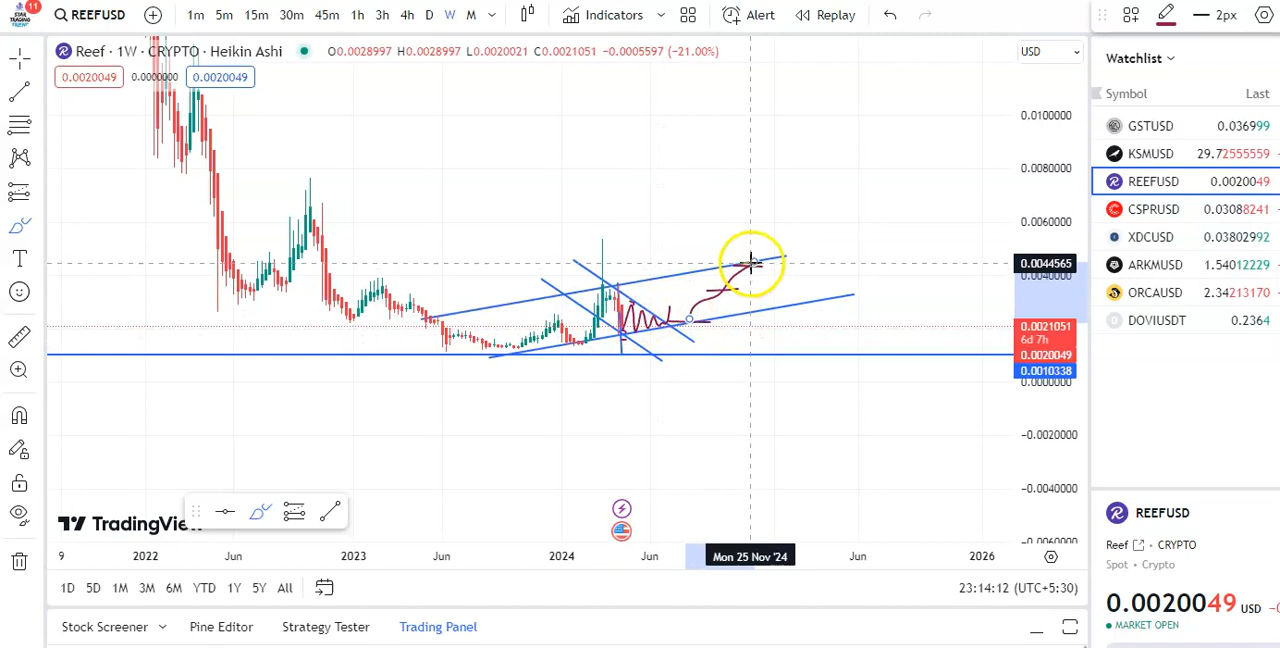 11
REEFUSD
1m 5m 15m 30m 45m 1h 3h 4h D W M
Indicators
Alert
Replay
2px
Reef · 1W · CRYPTO · Heikin Ashi
O0.0028997 H0.0028997 L0.0020021 C0.0021051 −0.0005597 (−21.00%)
USD
0.0020049
0.0000000
0.0020049
0.0100000
0.0080000
0.0060000
0.0044565
0.0040000
0.0021051
6d 7h
0.0020049
0.0010338
0.0000000
−0.0020000
−0.0040000
−0.0060000
TradingView
9 2022 Jun 2023 Jun 2024 Jun Mon 25 Nov '24 Jun 2026
1D 5D 1M 3M 6M YTD 1Y 5Y All
23:14:12 (UTC+5:30)
Stock Screener Pine Editor Strategy Tester Trading Panel
Watchlist
Symbol Last
GSTUSD 0.036999
KSMUSD 29.72555559
REEFUSD 0.0020049
CSPRUSD 0.03088241
XDCUSD 0.03802992
ARKMUSD 1.54012229
ORCAUSD 2.34213170
DOVIUSDT 0.2364
REEFUSD
Reef · CRYPTO
Spot · Crypto
0.0020049 USD
MARKET OPEN